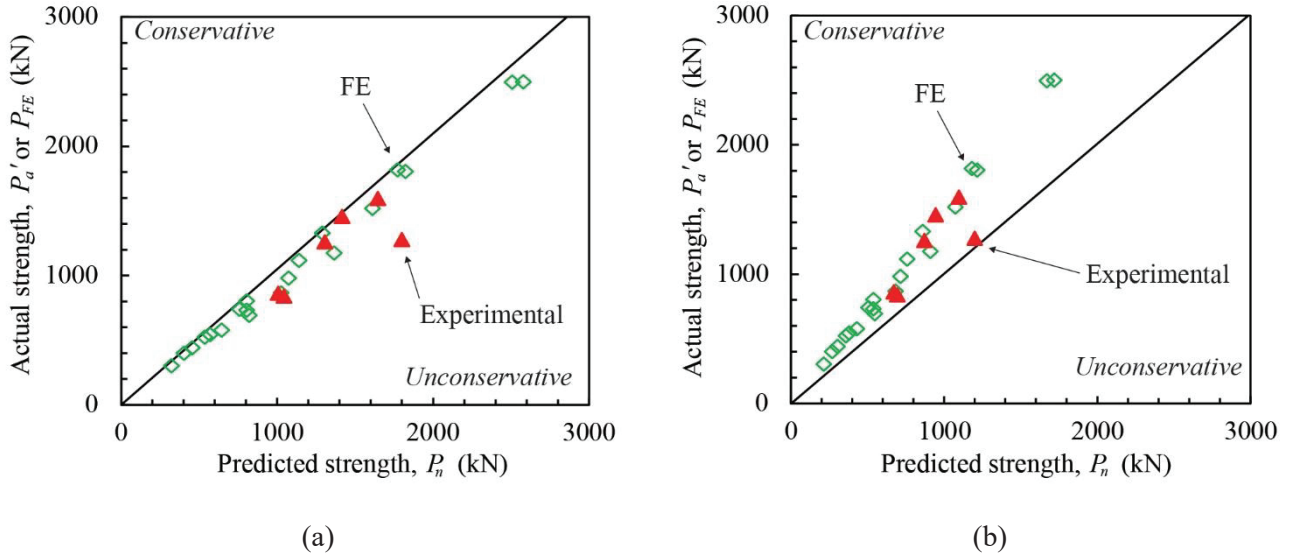 3000
Conservative
FE
2000
1000
Experimental
Unconservative
0
0
1000
2000
3000
Actual strength, Pa' or PFE (kN)
Predicted strength, Pn (kN)
(a)
3000
Conservative
FE
2000
1000
Experimental
Unconservative
0
0
1000
2000
3000
Actual strength, Pa' or PFE (kN)
Predicted strength, Pn (kN)
(b)